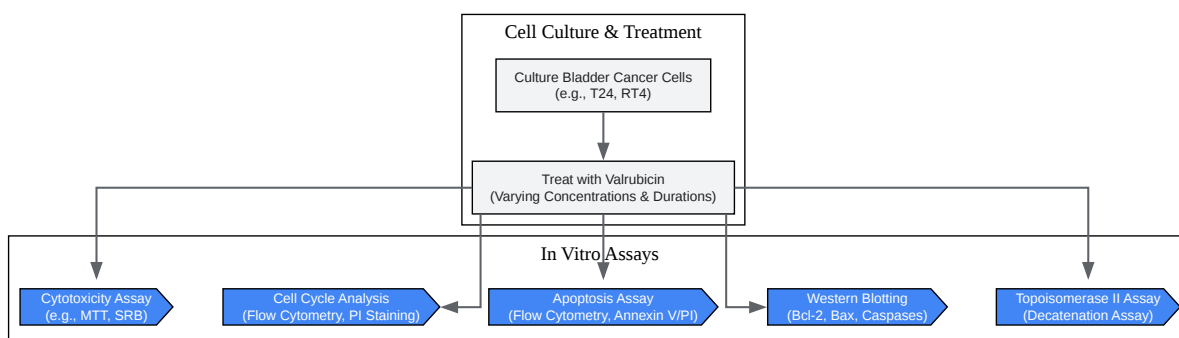 Cell Culture & Treatment
Culture Bladder Cancer Cells
(e.g., T24, RT4)
Treat with Valrubicin
(Varying Concentrations & Durations)
In Vitro Assays
Cytotoxicity Assay
(e.g., MTT, SRB)
Cell Cycle Analysis
(Flow Cytometry, PI Staining)
Apoptosis Assay
(Flow Cytometry, Annexin V/PI)
Western Blotting
(Bcl-2, Bax, Caspases)
Topoisomerase II Assay
(Decatenation Assay)